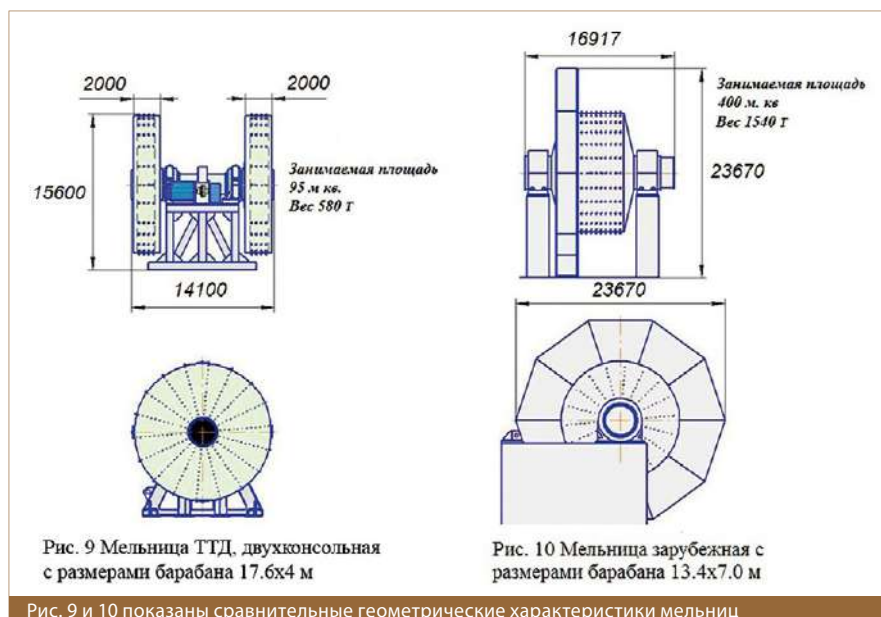 2000
2000
15600
Занимаемая площадь
95 м кв.
Вес 580 т
14100
16917
Занимаемая площадь
400 м. кв
Вес 1540 т
23670
23670
Рис. 9 Мельница ТТД, двухконсольная
с размерами барабана 17.6х4 м
Рис. 10 Мельница зарубежная с
размерами барабана 13.4х7.0 м
Рис. 9 и 10 показаны сравнительные геометрические характеристики мельниц